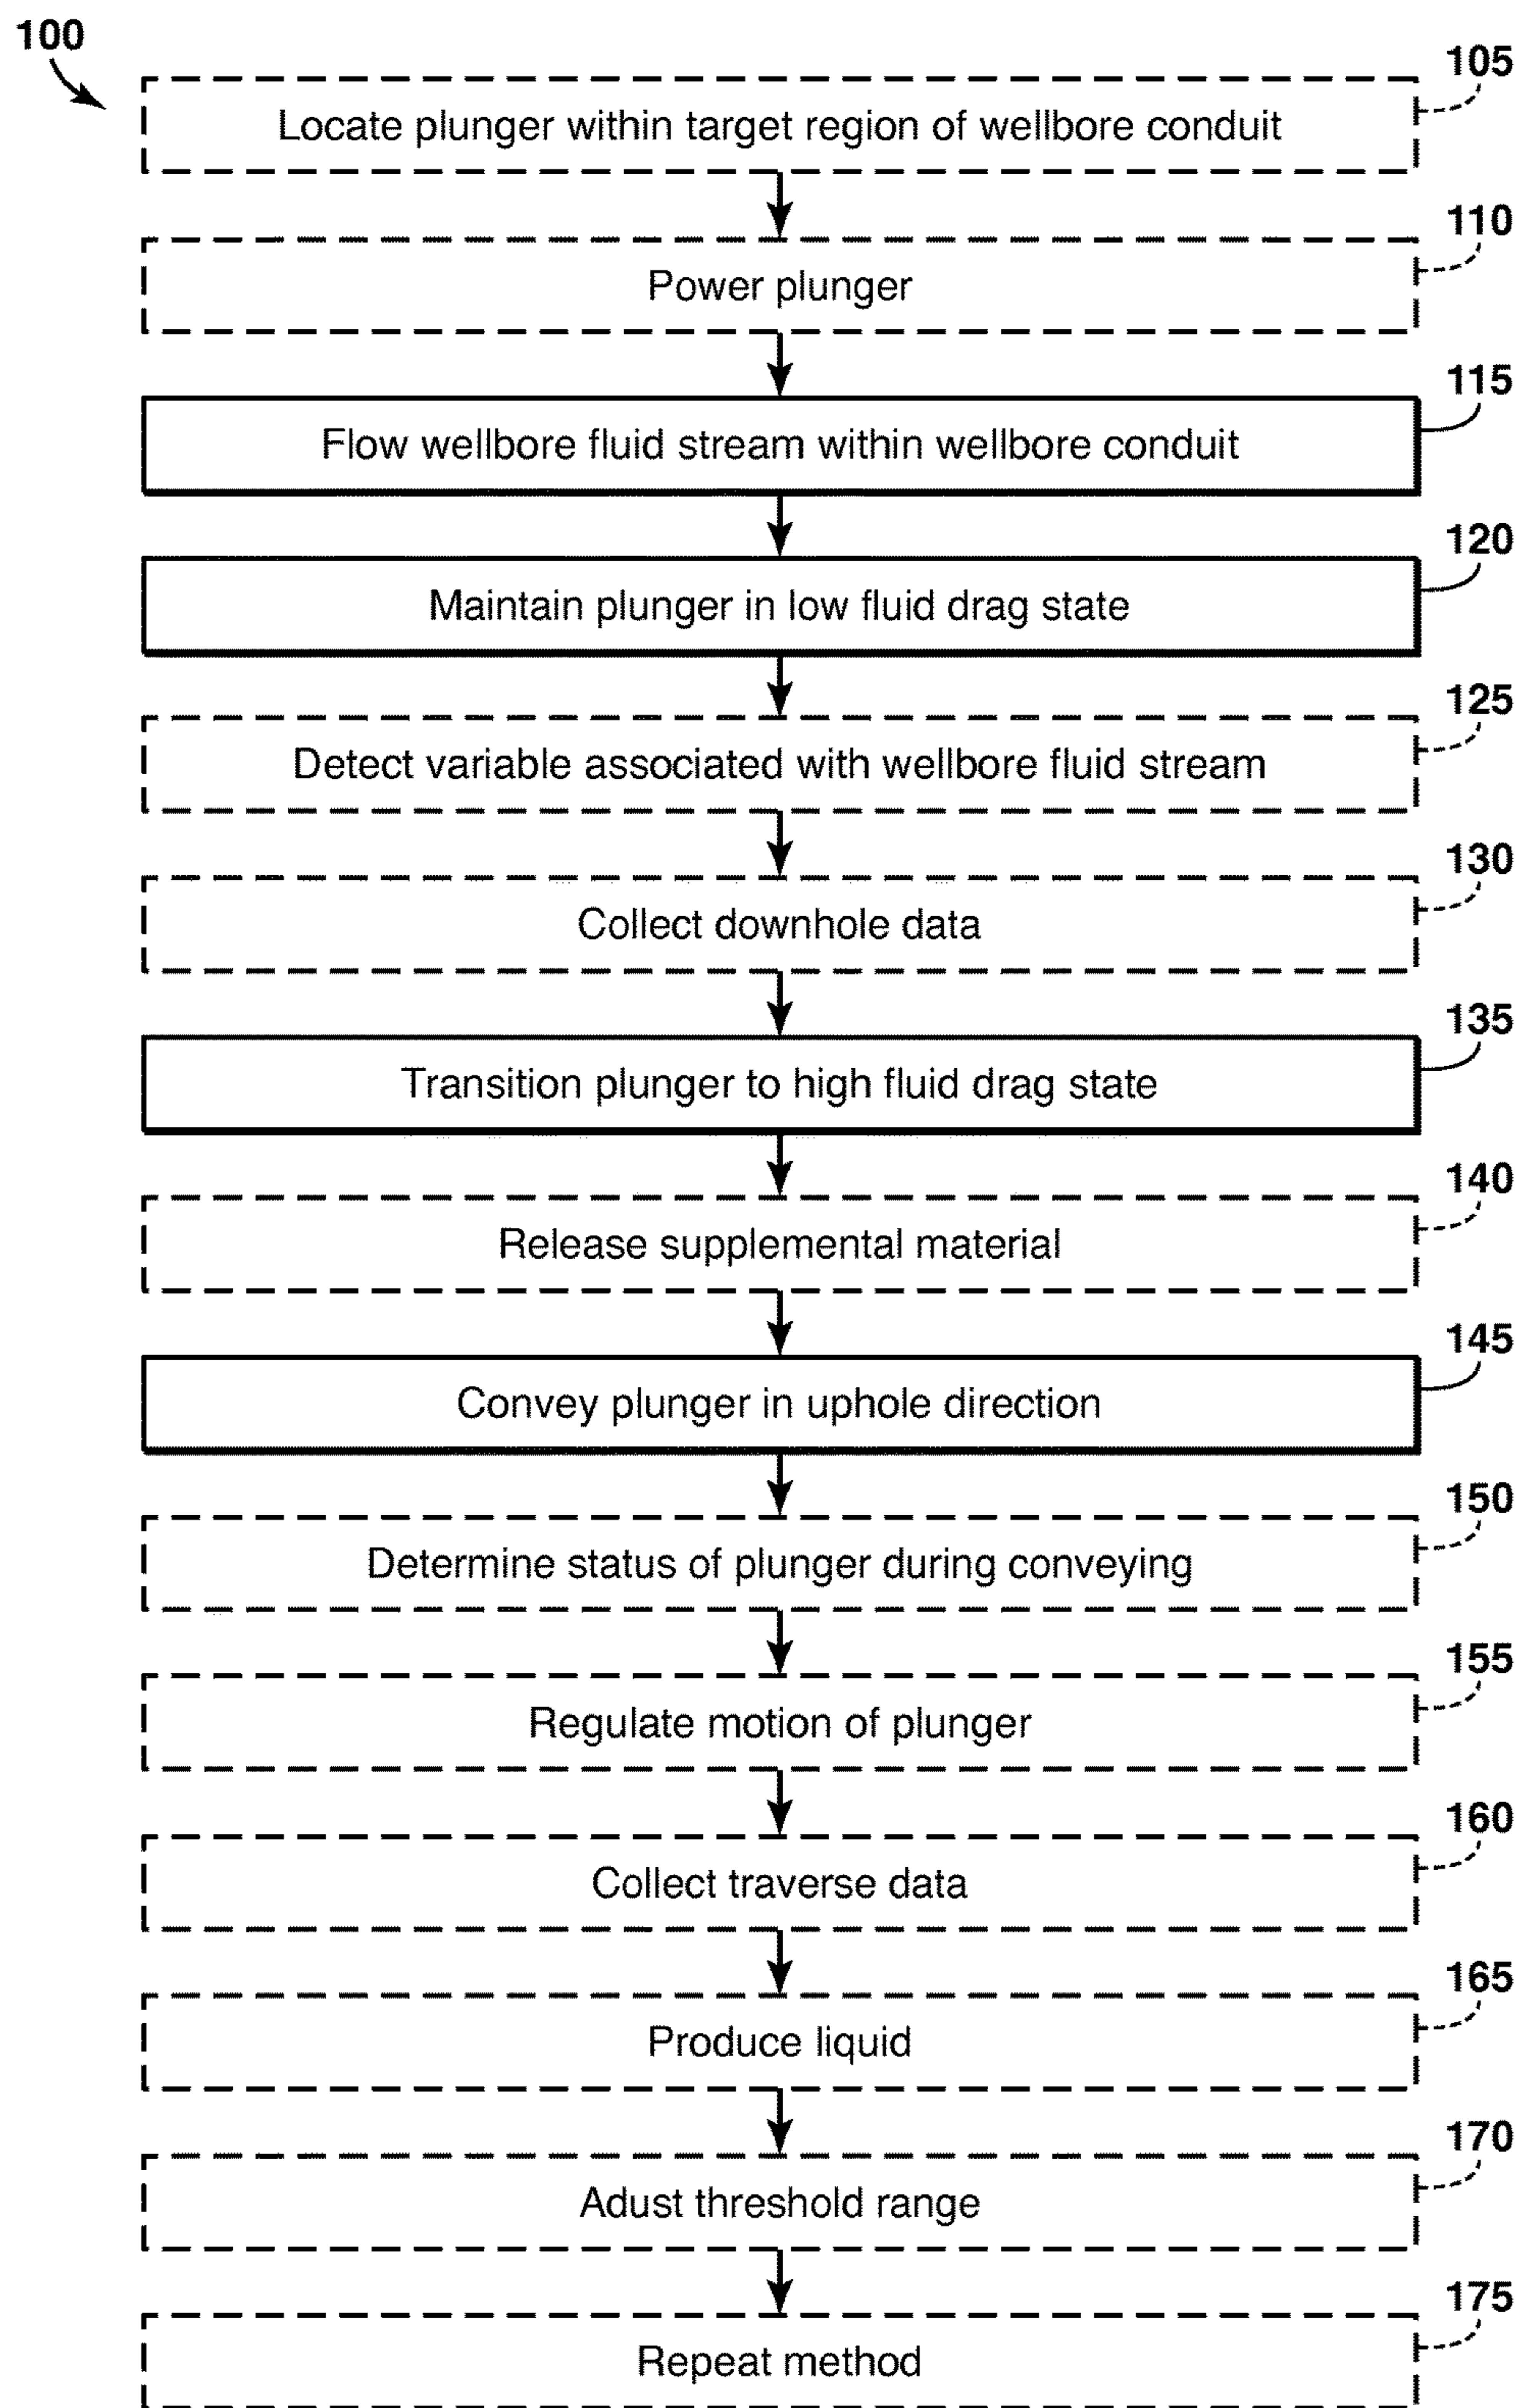 100
105
Locate plunger within target region of wellbore conduit
110
Power plunger
115
Flow wellbore fluid stream within wellbore conduit
120
Maintain plunger in low fluid drag state
125
Detect variable associated with wellbore fluid stream
130
Collect downhole data
135
Transition plunger to high fluid drag state
140
Release supplemental material
145
Convey plunger in uphole direction
150
Determine status of plunger during conveying
155
Regulate motion of plunger
160
Collect traverse data
165
Produce liquid
170
Adust threshold range
175
Repeat method